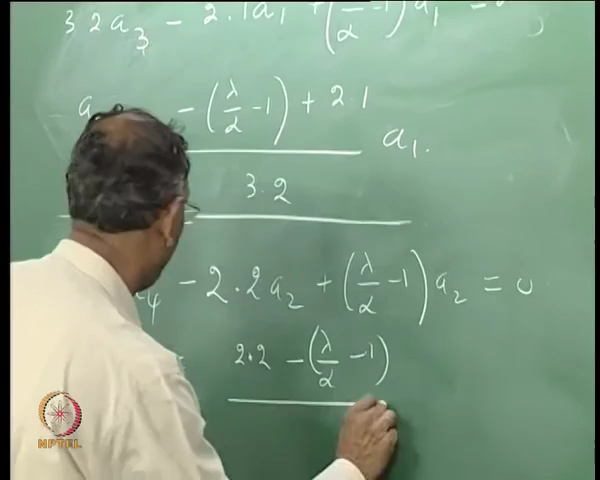 3 2 a₃ − 2.1 a₁ + (λ/α − 1) a₁ =
a − (λ/α − 1) + 2.1
a₁.
3.2
4 − 2.2 a₂ + (λ/α − 1) a₂ = 0
2.2 − (λ/α − 1)
NPTEL